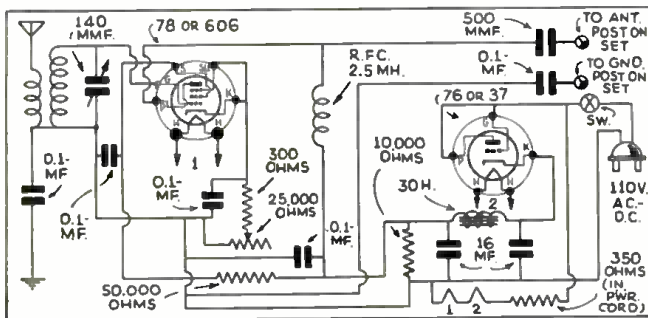 140
MMF.
78 OR 6D6
500
MMF.
TO ANT.
POST ON
SET
R.F.C.
2.5 MH.
0.1-
MF.
TO GND.
POST ON
SET
76 OR 37
SW.
G
K
H
H
1
10,000
OHMS
G
P
K
H
H
2
30 H.
110 V.
AC.-
D.C.
300
OHMS
25,000
OHMS
0.1-
MF.
0.1-
MF.
0.1-
MF.
0.1-
MF.
16
MF.
350
OHMS
(IN
PWR.
CORD)
50,000
OHMS
1
2